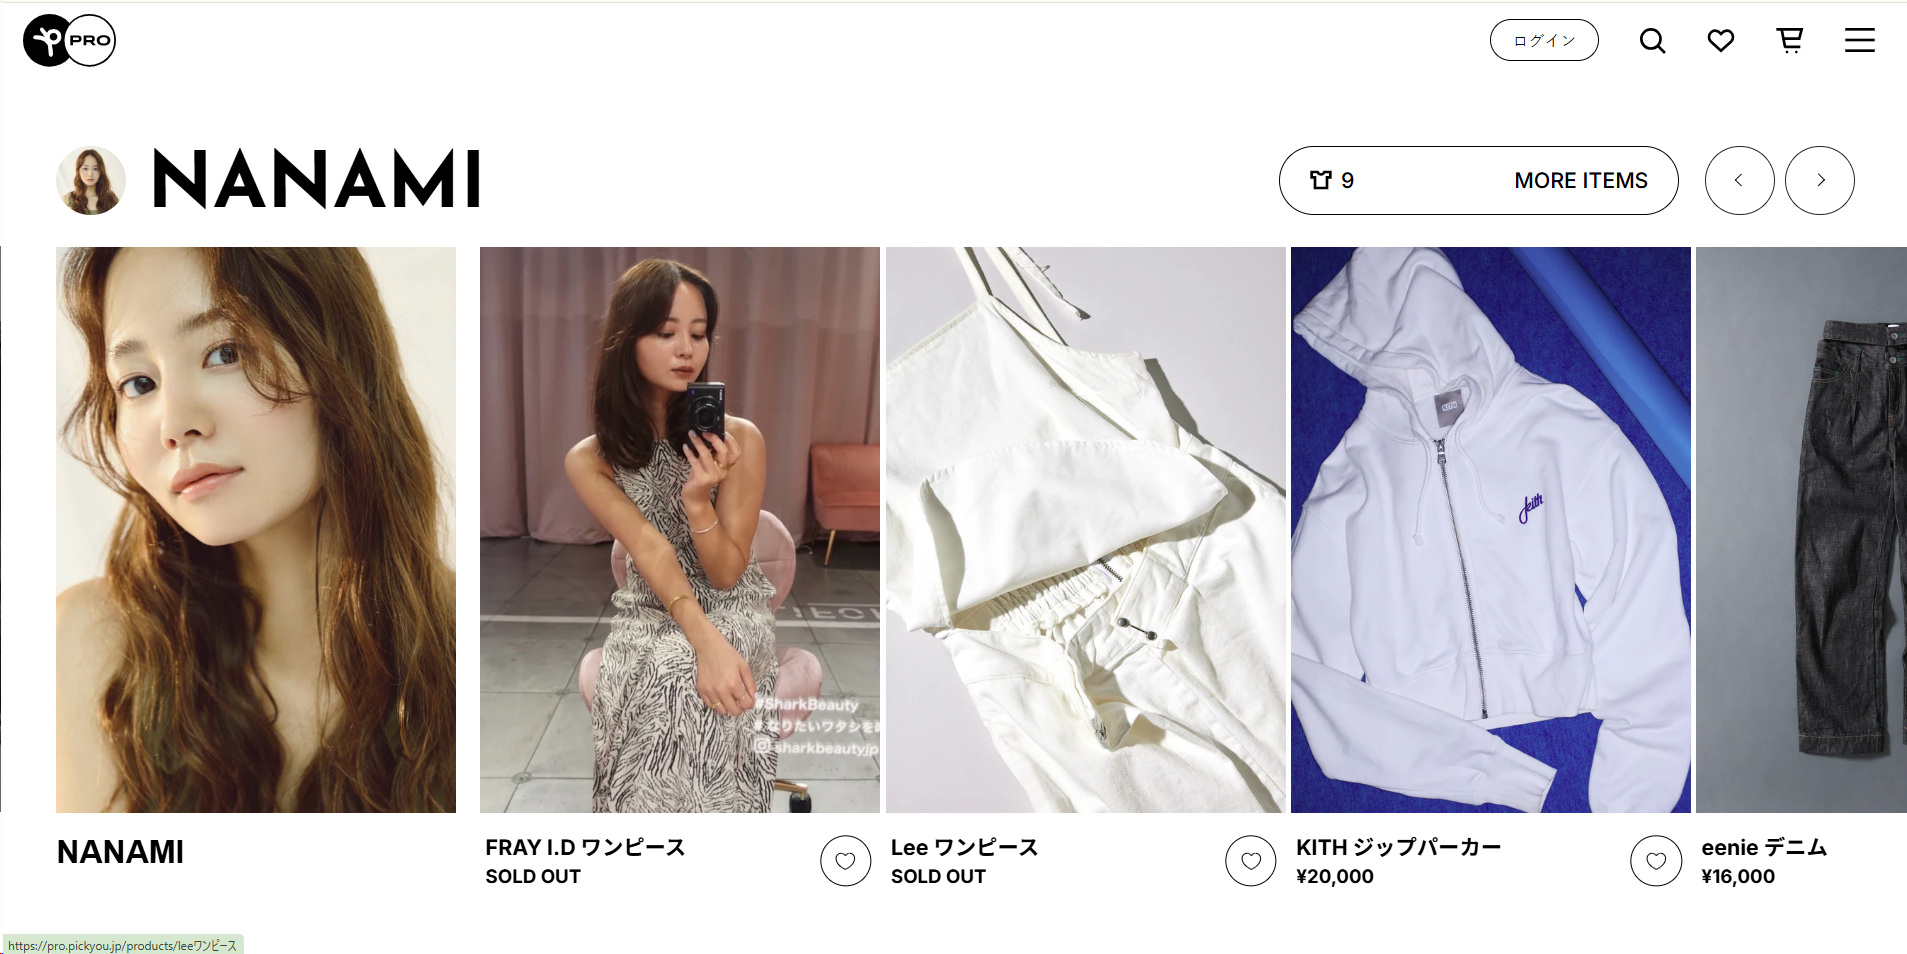 PRO
ログイン
NANAMI
9
MORE ITEMS
KITH
Keith
#SharkBeauty
#なりたいワタシを
sharkbeautyjp
NANAMI
FRAY I.D ワンピース
SOLD OUT
Lee ワンピース
SOLD OUT
KITH ジップパーカー
¥20,000
eenie デニム
¥16,000
https://pro.pickyou.jp/products/leeワンピース